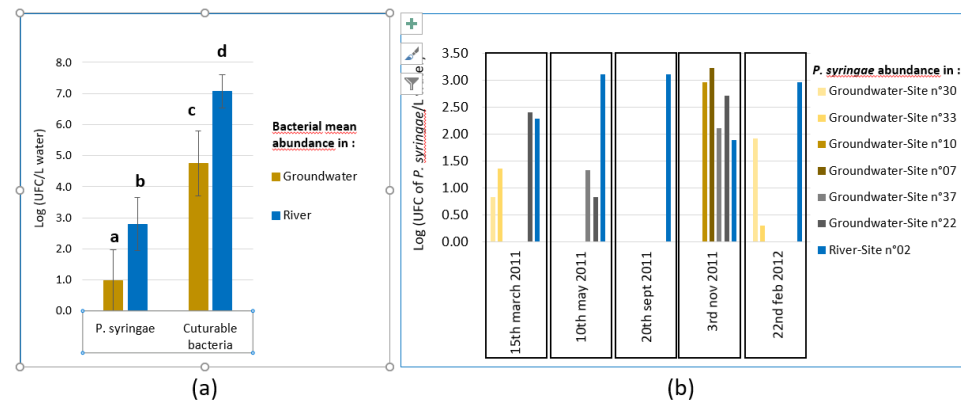 8.0
7.0
6.0
5.0
4.0
3.0
2.0
1.0
0.0
Log (UFC/L water)
a
b
c
d
P. syringae
Cuturable
bacteria
Bacterial mean
abundance in :
Groundwater
River
(a)
3.50
3.00
2.50
2.00
1.50
1.00
0.50
0.00
Log (UFC of P. syringae/L
15th march 2011
10th may 2011
20th sept 2011
3rd nov 2011
22nd feb 2012
P. syringae abundance in :
Groundwater-Site n°30
Groundwater-Site n°33
Groundwater-Site n°10
Groundwater-Site n°07
Groundwater-Site n°37
Groundwater-Site n°22
River-Site n°02
(b)